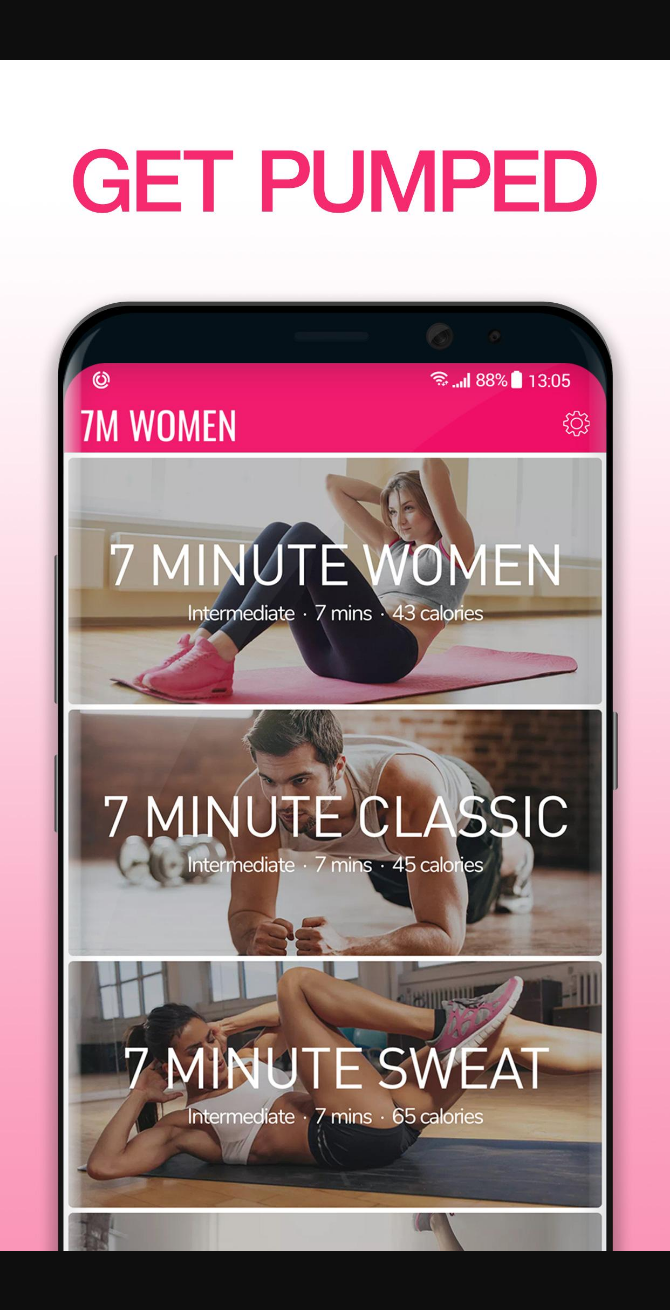 GET PUMPED
88% 13:05
7M WOMEN
7 MINUTE WOMEN
Intermediate · 7 mins · 43 calories
7 MINUTE CLASSIC
Intermediate · 7 mins · 45 calories
7 MINUTE SWEAT
Intermediate · 7 mins · 65 calories